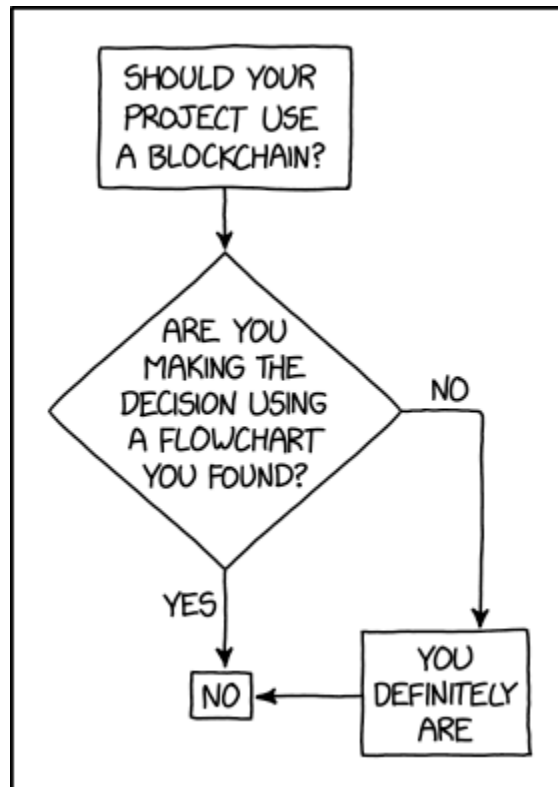 SHOULD YOUR
PROJECT USE
A BLOCKCHAIN?
ARE YOU
MAKING THE
DECISION USING
A FLOWCHART
YOU FOUND?
NO
YES
YOU
DEFINITELY
ARE
NO